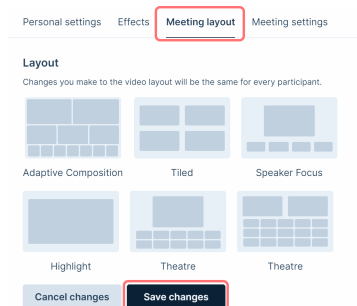 Personal settings Effects Meeting layout Meeting settings
Layout
Changes you make to the video layout will be the same for every participant.
Adaptive Composition Tiled Speaker Focus
Highlight Theatre Theatre
Cancel changes Save changes